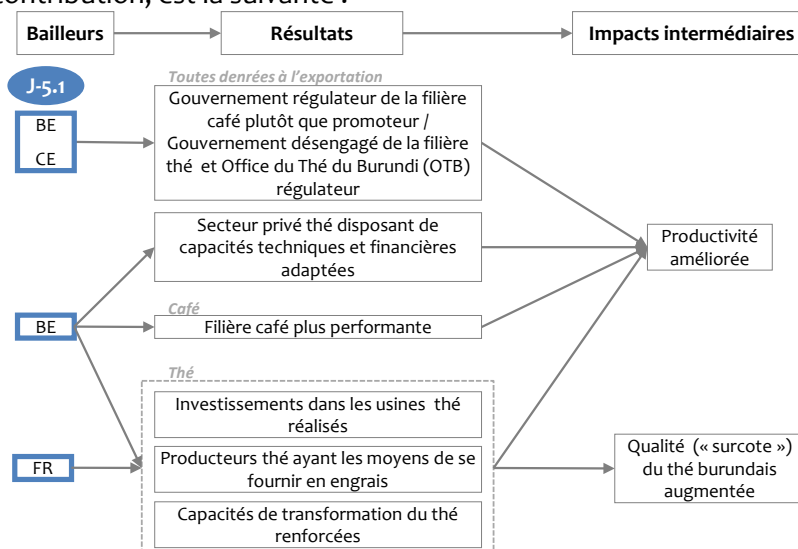 contribution, est la suivante :
Bailleurs
Résultats
Impacts intermédiaires
J-5.1
Toutes denrées à l'exportation
BE
CE
Gouvernement régulateur de la filière
café plutôt que promoteur /
Gouvernement désengagé de la filière
thé et Office du Thé du Burundi (OTB)
régulateur
Secteur privé thé disposant de
capacités techniques et financières
adaptées
Productivité
améliorée
Café
BE
Filière café plus performante
Thé
Investissements dans les usines thé
réalisés
FR
Producteurs thé ayant les moyens de se
fournir en engrais
Capacités de transformation du thé
renforcées
Qualité (« surcote »)
du thé burundais
augmentée